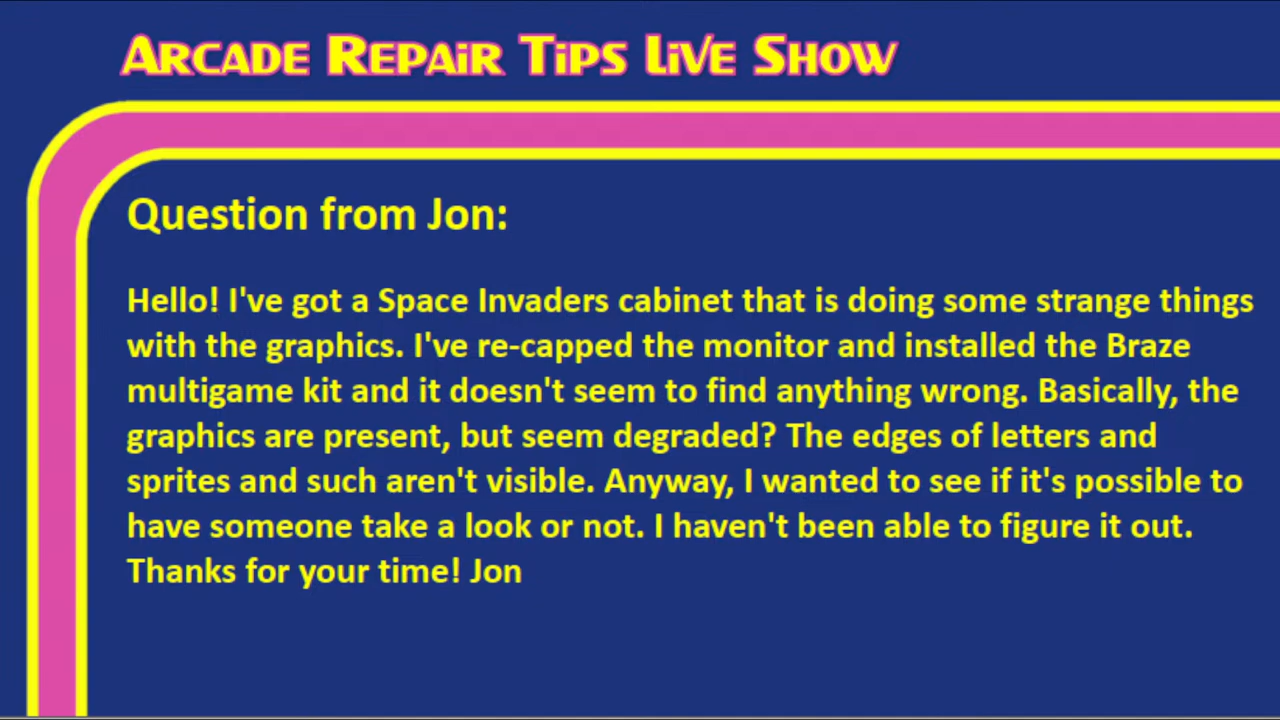 Arcade Repair Tips Live Show
Question from Jon:
Hello! I've got a Space Invaders cabinet that is doing some strange things
with the graphics. I've re-capped the monitor and installed the Braze
multigame kit and it doesn't seem to find anything wrong. Basically, the
graphics are present, but seem degraded? The edges of letters and
sprites and such aren't visible. Anyway, I wanted to see if it's possible to
have someone take a look or not. I haven't been able to figure it out.
Thanks for your time! Jon